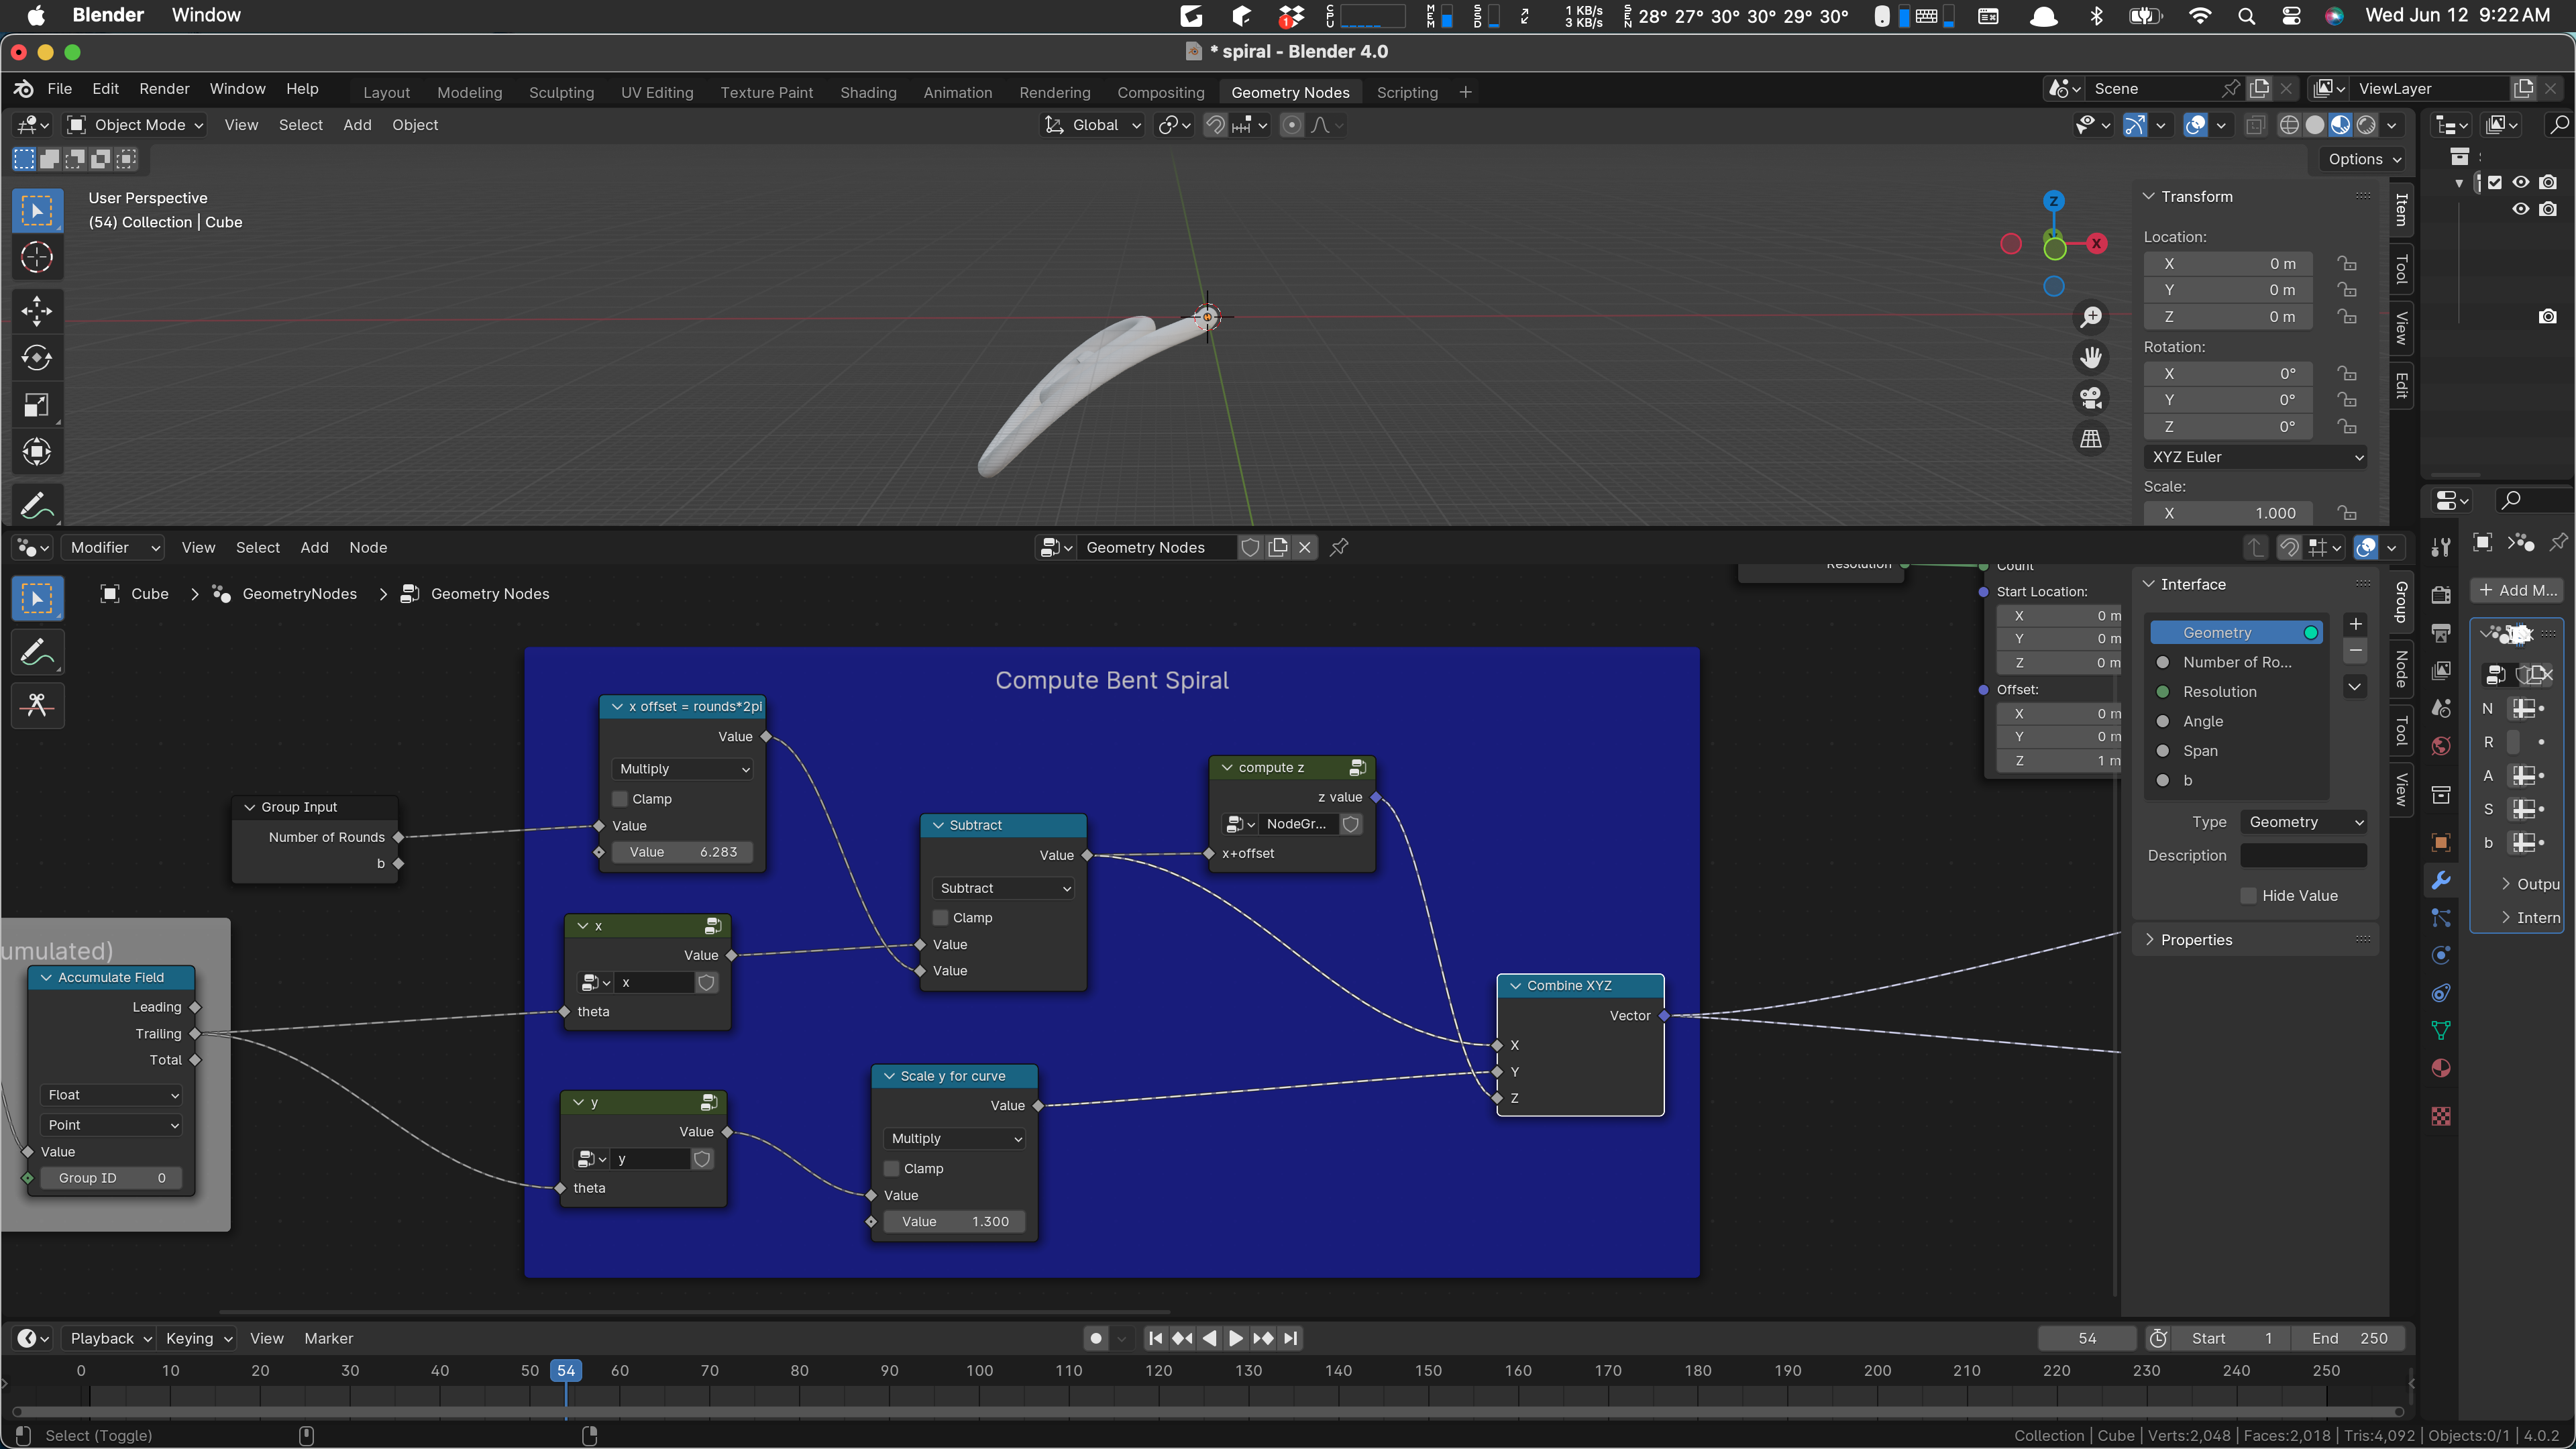 Blender Window
CPU MEM SSD 1 KB/s 3 KB/s SEN 28° 27° 30° 30° 29° 30° Wed Jun 12 9:22 AM
1
* spiral - Blender 4.0
File Edit Render Window Help Layout Modeling Sculpting UV Editing Texture Paint Shading Animation Rendering Compositing Geometry Nodes Scripting + Scene ViewLayer
Object Mode View Select Add Object Global
Options
User Perspective
(54) Collection | Cube
Z
X
Transform
Location:
X 0 m
Y 0 m
Z 0 m
Rotation:
X 0°
Y 0°
Z 0°
XYZ Euler
Scale:
X 1.000
Item
Tool
View
Edit
Modifier View Select Add Node Geometry Nodes
Cube > GeometryNodes > Geometry Nodes
Compute Bent Spiral
x offset = rounds*2pi
Value
Multiply
Clamp
Value
Value 6.283
Group Input
Number of Rounds
b
umulated)
Accumulate Field
Leading
Trailing
Total
Float
Point
Value
Group ID 0
x
Value
x
theta
y
Value
y
theta
Subtract
Value
Subtract
Clamp
Value
Value
Scale y for curve
Value
Multiply
Clamp
Value
Value 1.300
compute z
z value
NodeGr...
x+offset
Combine XYZ
Vector
X
Y
Z
Resolution
Count
Start Location:
X 0 m
Y 0 m
Z 0 m
Offset:
X 0 m
Y 0 m
Z 1 m
Interface
Geometry
Number of Ro...
Resolution
Angle
Span
b
Type Geometry
Description
Hide Value
Properties
Group
Node
Tool
View
+ Add M...
N
R
A
S
b
Outpu
Intern
Playback Keying View Marker 54 Start 1 End 250
0 10 20 30 40 50 54 60 70 80 90 100 110 120 130 140 150 160 170 180 190 200 210 220 230 240 250
Select (Toggle) Collection | Cube | Verts:2,048 | Faces:2,018 | Tris:4,092 | Objects:0/1 | 4.0.2